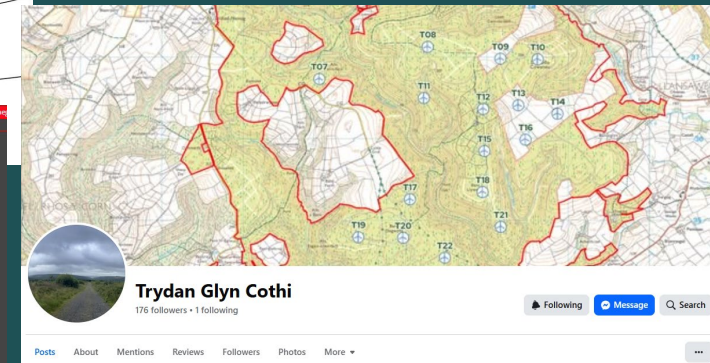 T08
T09 T10
T07
T11
T12 T13
T14
T16
T15
T17
T18
T19 T20
T21
T22
Trydan Glyn Cothi
176 followers • 1 following
Following
Message
Search
Posts About Mentions Reviews Followers Photos More